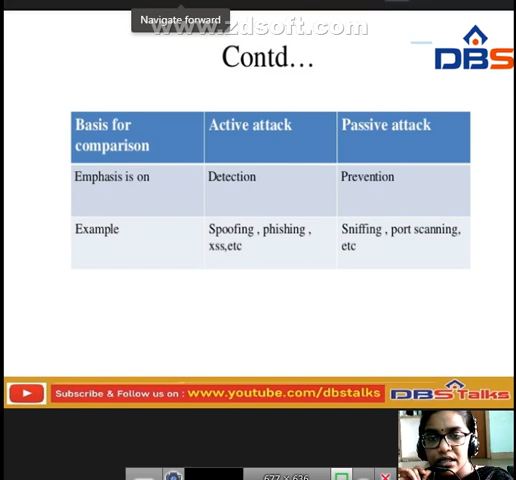 Navigate forward
www.zdsoft.com
Contd...
DBS
Basis for comparison Active attack Passive attack
Emphasis is on Detection Prevention
Example Spoofing , phishing , xss,etc Sniffing , port scanning, etc
Subscribe & Follow us on : www.youtube.com/dbstalks DBS Talks
677 × 636